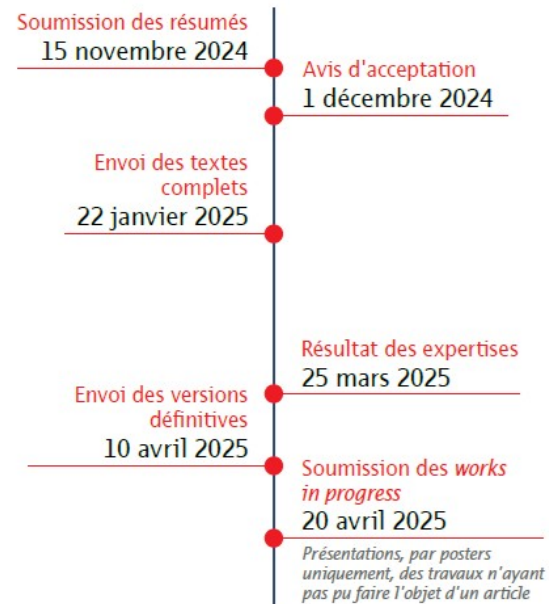 Soumission des résumés
15 novembre 2024
Avis d'acceptation
1 décembre 2024
Envoi des textes
complets
22 janvier 2025
Résultat des expertises
25 mars 2025
Envoi des versions
définitives
10 avril 2025
Soumission des works
in progress
20 avril 2025
Présentations, par posters
uniquement, des travaux n'ayant
pas pu faire l'objet d'un article